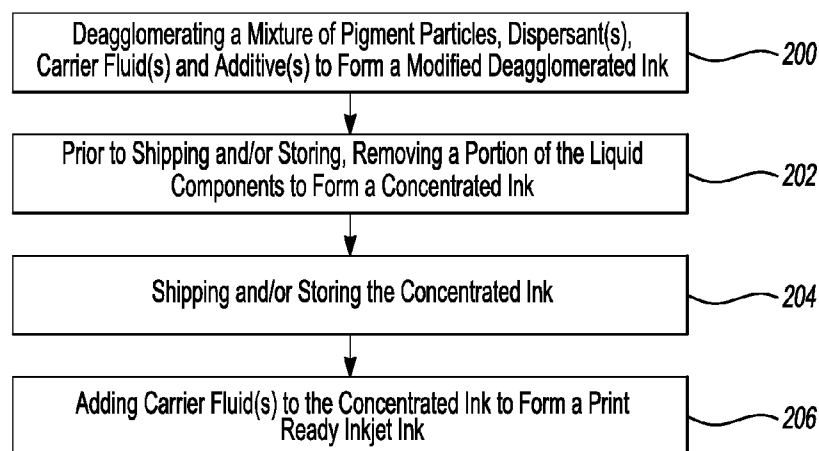 Deagglomerating a Mixture of Pigment Particles, Dispersant(s),
Carrier Fluid(s) and Additive(s) to Form a Modified Deagglomerated Ink
200
Prior to Shipping and/or Storing, Removing a Portion of the Liquid
Components to Form a Concentrated Ink
202
Shipping and/or Storing the Concentrated Ink
204
Adding Carrier Fluid(s) to the Concentrated Ink to Form a Print
Ready Inkjet Ink
206